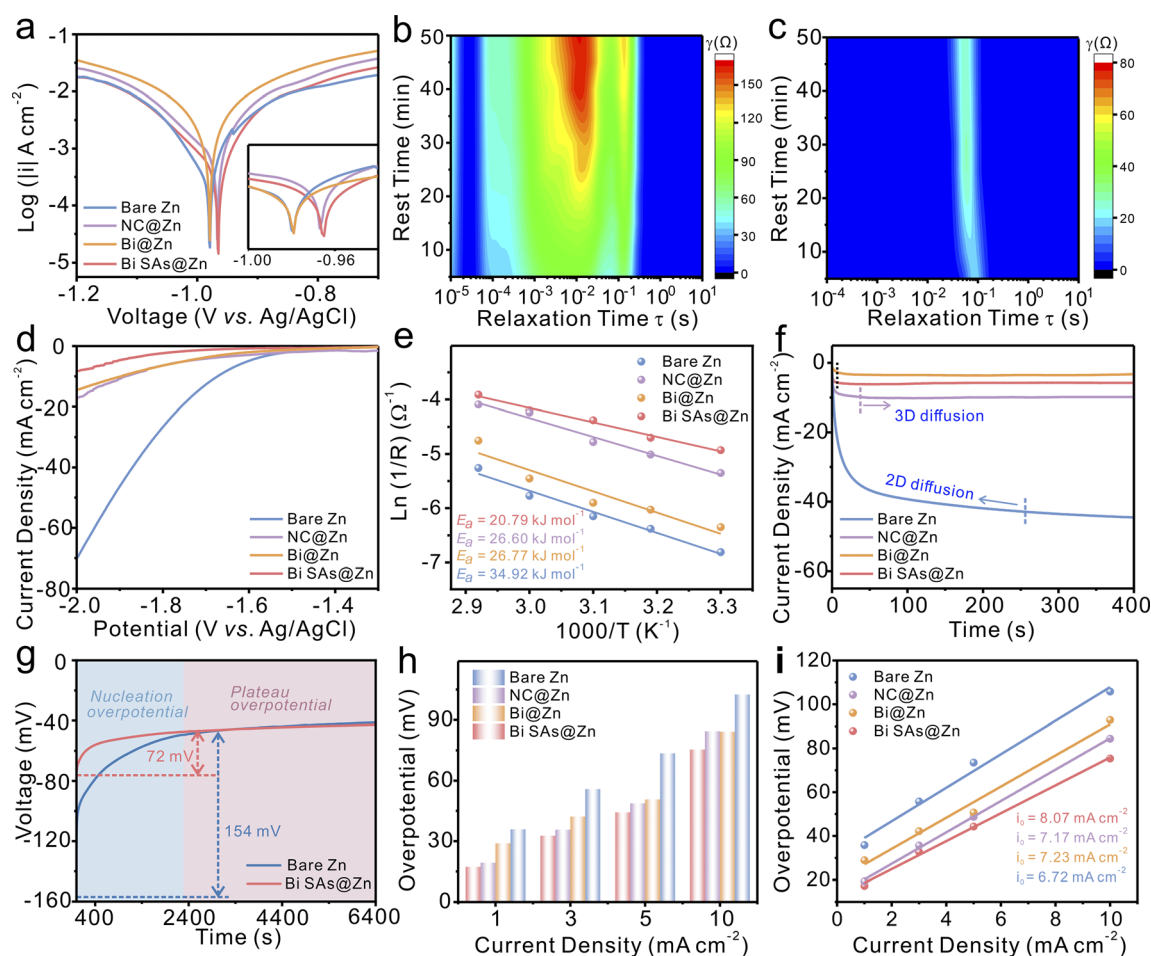 a
-1
-2
-3
-4
-5
Log (|i|) A cm-2)
Bare Zn
NC@Zn
Bi@Zn
Bi SAs@Zn
-1.00
-0.96
-1.2
-1.0
-0.8
Voltage (V vs. Ag/AgCl)
b
50
40
30
20
10
Rest Time (min)
γ(Ω)
150
120
90
60
30
0
10-5
10-4
10-3
10-2
10-1
100
101
Relaxation Time τ (s)
c
50
40
30
20
10
Rest Time (min)
γ(Ω)
80
60
40
20
0
10-4
10-3
10-2
10-1
100
101
Relaxation Time τ (s)
d
0
-20
-40
-60
-80
Current Density (mA cm-2)
Bare Zn
NC@Zn
Bi@Zn
Bi SAs@Zn
-2.0
-1.8
-1.6
-1.4
Potential (V vs. Ag/AgCl)
e
-4
-5
-6
-7
Ln (1/R) (Ω-1)
Bare Zn
NC@Zn
Bi@Zn
Bi SAs@Zn
Ea = 20.79 kJ mol-1
Ea = 26.60 kJ mol-1
Ea = 26.77 kJ mol-1
Ea = 34.92 kJ mol-1
2.9
3.0
3.1
3.2
3.3
1000/T (K-1)
f
0
-20
-40
-60
Current Density (mA cm-2)
3D diffusion
2D diffusion
Bare Zn
NC@Zn
Bi@Zn
Bi SAs@Zn
0
100
200
300
400
Time (s)
g
0
-40
-80
-120
-160
Voltage (mV)
Nucleation
overpotential
Plateau
overpotential
72 mV
154 mV
Bare Zn
Bi SAs@Zn
400
2400
4400
6400
Time (s)
h
90
60
30
0
Overpotential (mV)
Bare Zn
NC@Zn
Bi@Zn
Bi SAs@Zn
1
3
5
10
Current Density (mA cm-2)
i
120
100
80
60
40
20
Overpotential (mV)
Bare Zn
NC@Zn
Bi@Zn
Bi SAs@Zn
i0 = 8.07 mA cm-2
i0 = 7.17 mA cm-2
i0 = 7.23 mA cm-2
i0 = 6.72 mA cm-2
0
2
4
6
8
10
Current Density (mA cm-2)